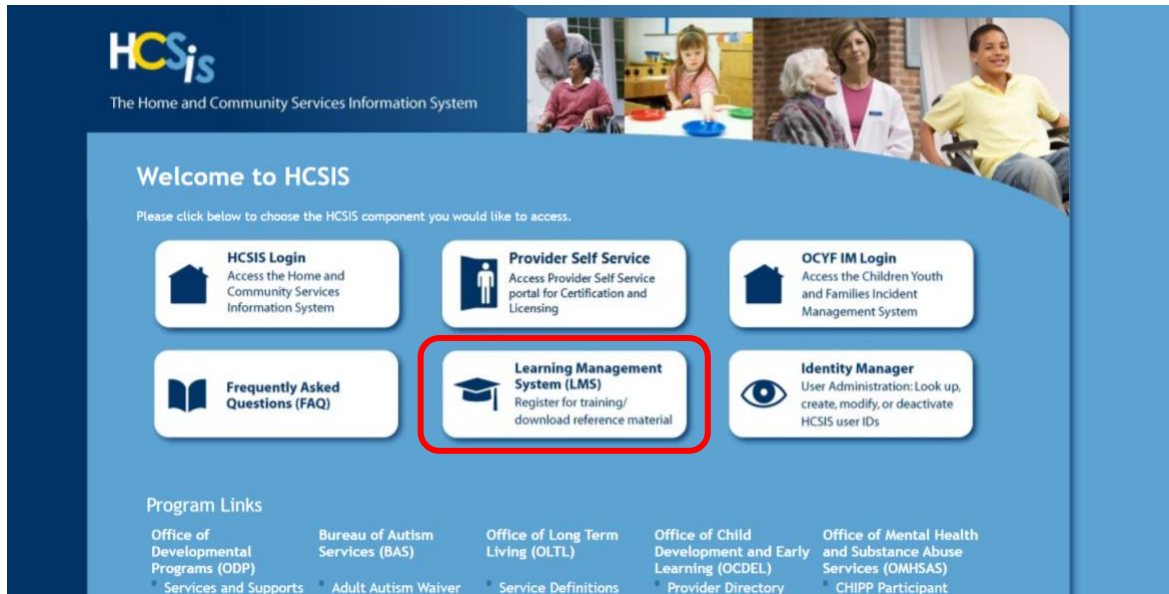 HCSis
The Home and Community Services Information System
Welcome to HCSIS
Please click below to choose the HCSIS component you would like to access.
HCSIS Login
Access the Home and
Community Services
Information System
Provider Self Service
Access Provider Self Service
portal for Certification and
Licensing
OCYF IM Login
Access the Children Youth
and Families Incident
Management System
Frequently Asked
Questions (FAQ)
Learning Management
System (LMS)
Register for training/
download reference material
Identity Manager
User Administration: Look up,
create, modify, or deactivate
HCSIS user IDs
Program Links
Office of
Developmental
Programs (ODP)
Services and Supports
Bureau of Autism
Services (BAS)
Adult Autism Waiver
Office of Long Term
Living (OLTL)
Service Definitions
Office of Child
Development and Early
Learning (OCDEL)
Provider Directory
Office of Mental Health
and Substance Abuse
Services (OMHSAS)
CHIPP Participant